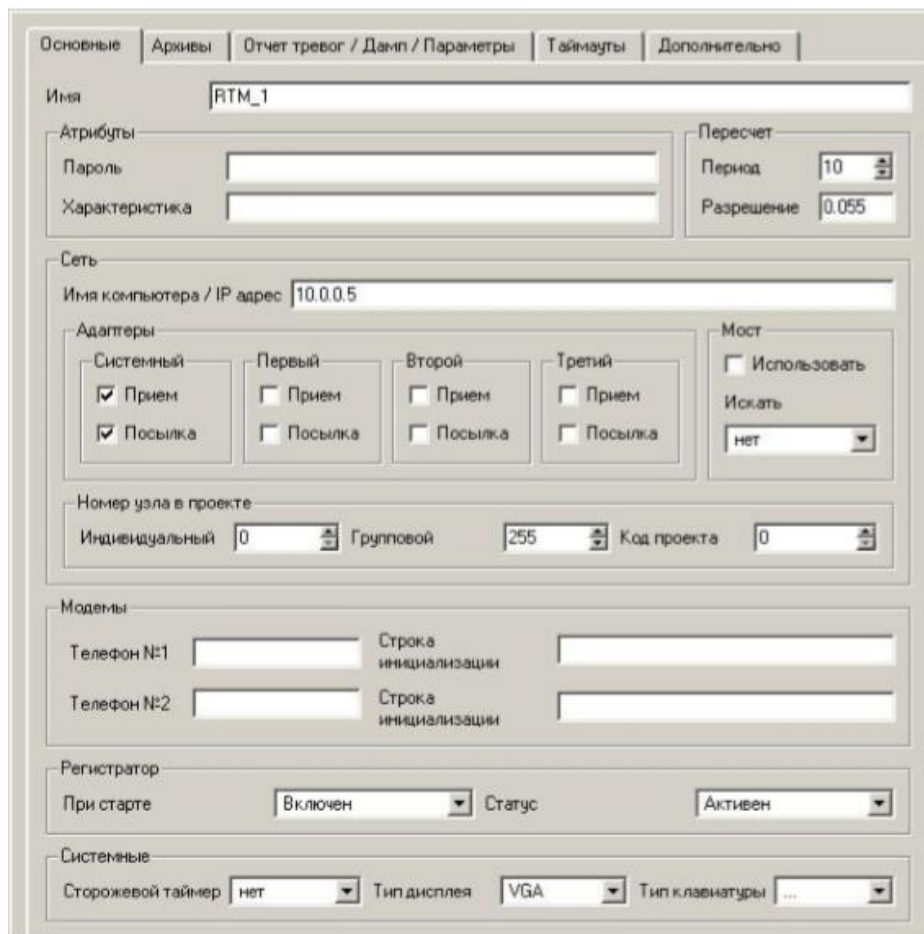 Основные Архивы Отчет тревог / Дамп / Параметры Таймауты Дополнительно
Имя RTM_1
Атрибуты Пересчет
Пароль Период 10
Характеристика Разрешение 0.055
Сеть
Имя компьютера / IP адрес 10.0.0.5
Адаптеры Мост
Системный Первый Второй Третий Использовать
Прием Прием Прием Прием Искать
Посылка Посылка Посылка Посылка нет
Номер узла в проекте
Индивидуальный 0 Групповой 255 Код проекта 0
Модемы
Телефон №1 Строка инициализации
Телефон №2 Строка инициализации
Регистратор
При старте Включен Статус Активен
Системные
Сторожевой таймер нет Тип дисплея VGA Тип клавиатуры ...